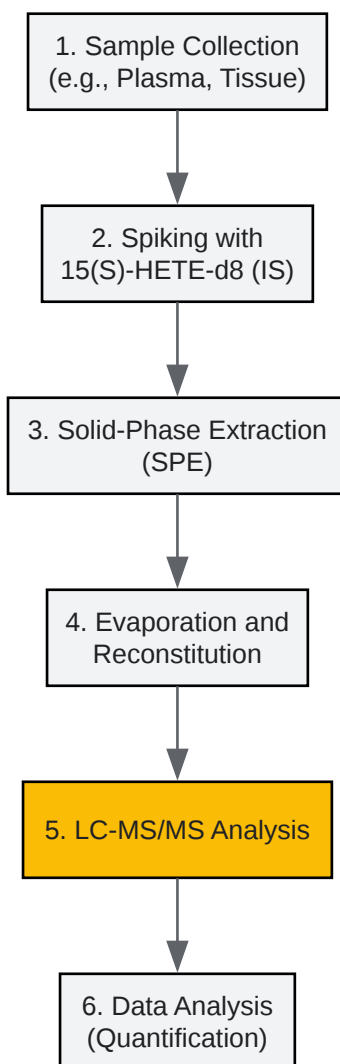 1. Sample Collection
(e.g., Plasma, Tissue)
2. Spiking with
15(S)-HETE-d8 (IS)
3. Solid-Phase Extraction
(SPE)
4. Evaporation and
Reconstitution
5. LC-MS/MS Analysis
6. Data Analysis
(Quantification)